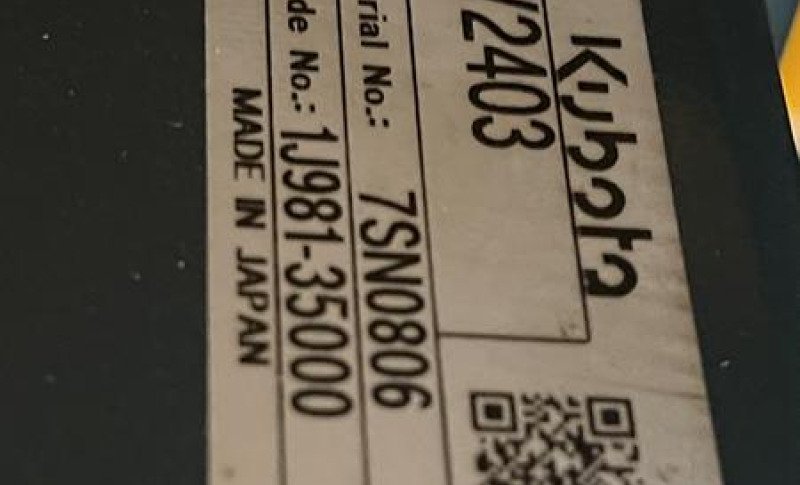 Kubota
V2403
rial No.: 7SN0806
de No.: 1J981-35000
MADE IN JAPAN